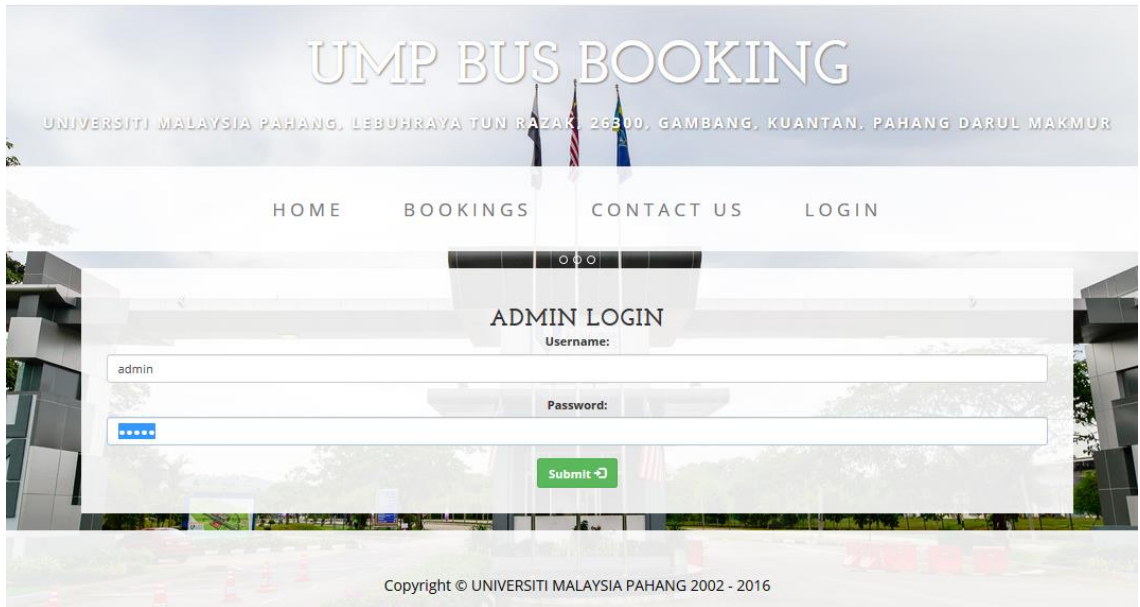 UMP BUS BOOKING
UNIVERSITI MALAYSIA PAHANG, LEBUHRAYA TUN RAZAK, 26300, GAMBANG, KUANTAN, PAHANG DARUL MAKMUR
HOME BOOKINGS CONTACT US LOGIN
ADMIN LOGIN
Username:
admin
Password:
•••••
Submit
Copyright © UNIVERSITI MALAYSIA PAHANG 2002 - 2016